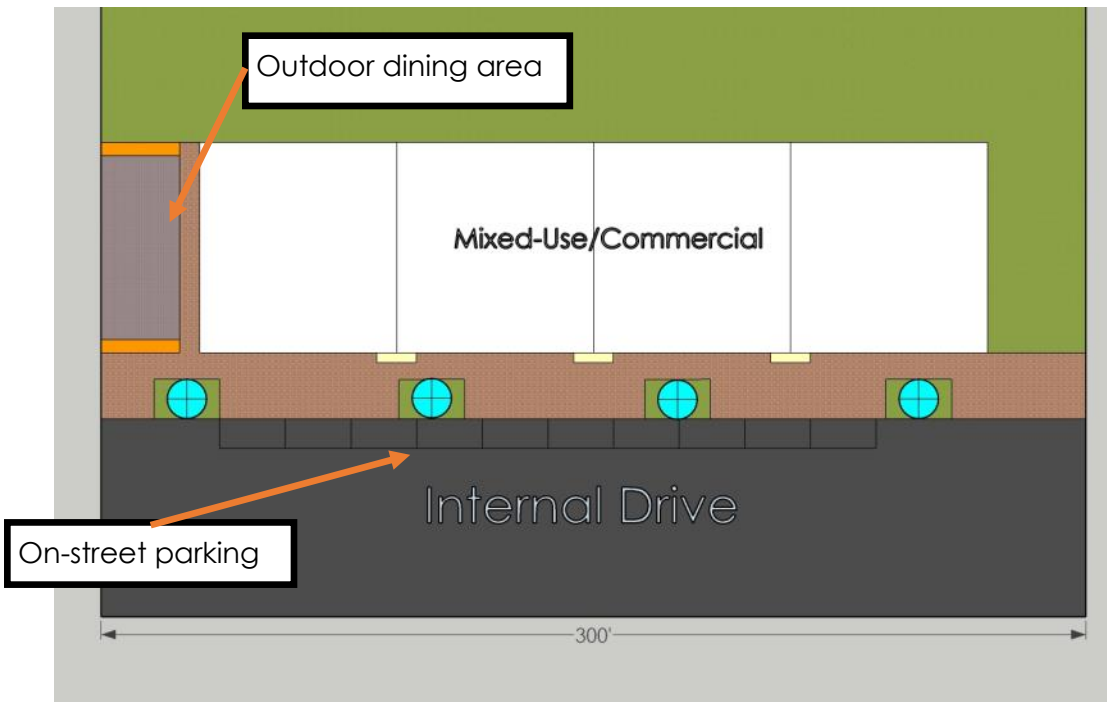 Outdoor dining area
Mixed-Use/Commercial
Internal Drive
On-street parking
300'